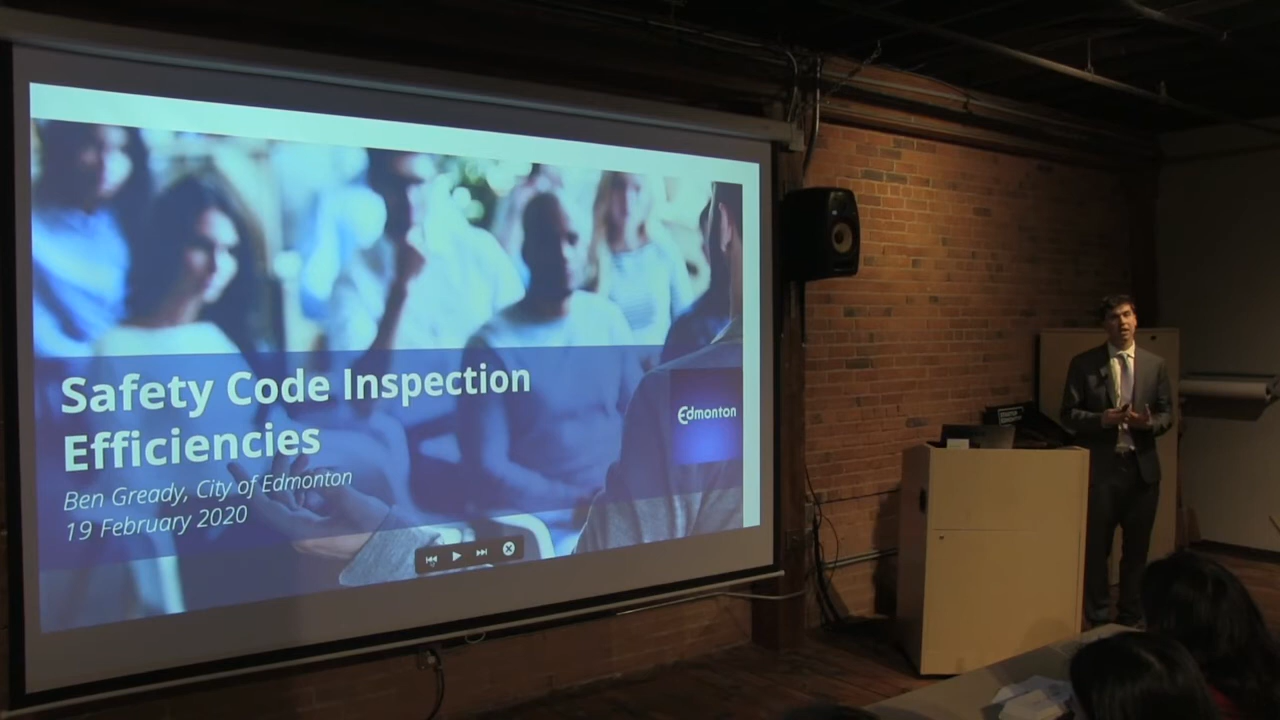 Safety Code Inspection
Efficiencies
Ben Gready, City of Edmonton
19 February 2020
Edmonton